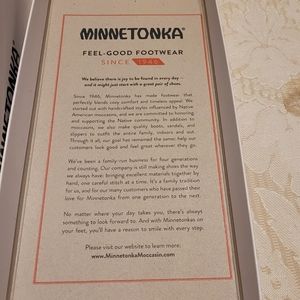 MINNETONKA®
FEEL-GOOD FOOTWEAR
SINCE 1946
We believe there is joy to be found in every day —
and it might just start with a great pair of shoes.
Since 1946, Minnetonka has made footwear that
perfectly blends cozy comfort and timeless appeal. We
started out with handcrafted styles influenced by Native
American moccasins, and we are committed to honoring
and supporting the Native community. In addition to
moccasins, we also make quality boots, sandals, and
slippers to outfit the entire family, indoors and out.
Through it all, our goal has remained the same: help our
customers look good and feel great wherever they go.
We've been a family-run business for four generations
and counting. Our company is still making shoes the way
we always have: bringing excellent materials together by
hand, one careful stitch at a time. It's a family tradition
for us, and for our many customers who have passed their
love for Minnetonka from one generation to the next.
No matter where your day takes you, there's always
something to look forward to. And with Minnetonkas on
your feet, you'll have a reason to smile with every step.
Please visit our website to learn more:
www.MinnetonkaMoccasin.com
NNETONKA